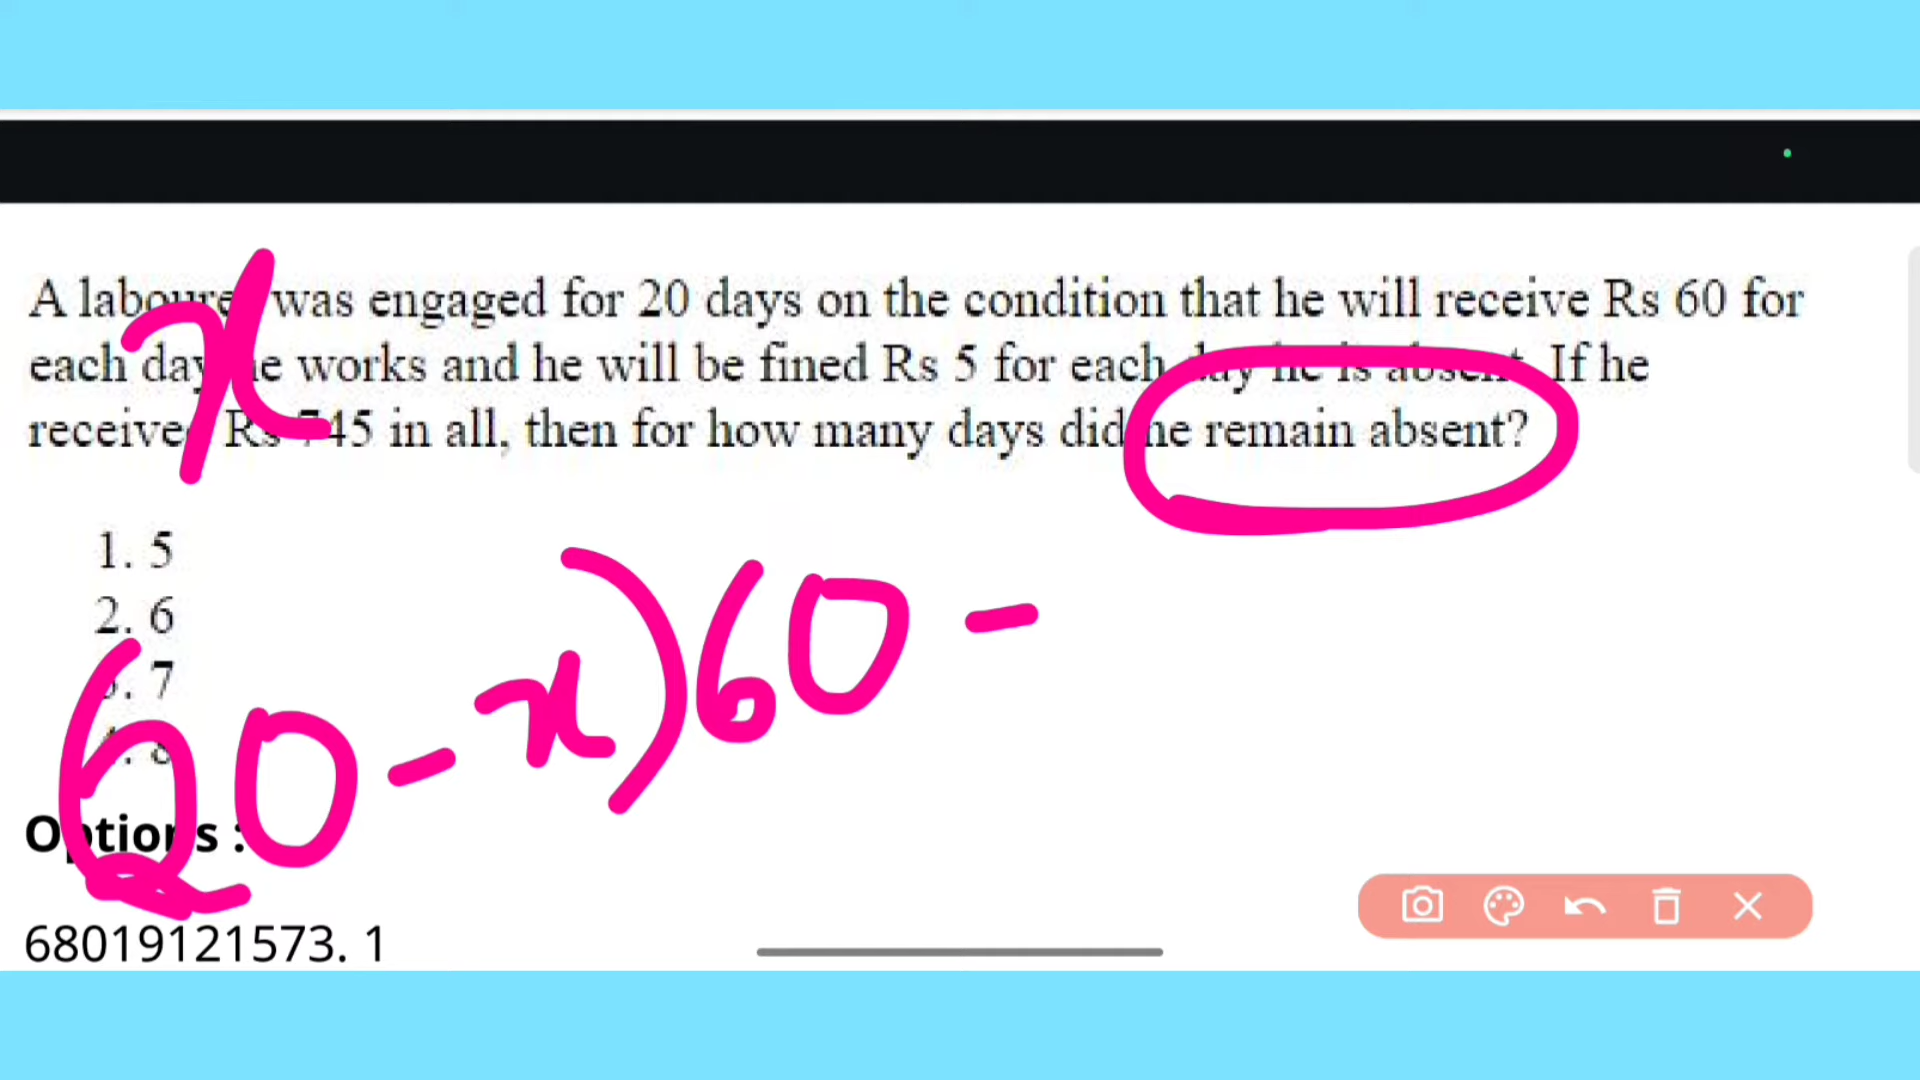 A labourer was engaged for 20 days on the condition that he will receive Rs 60 for
each day he works and he will be fined Rs 5 for each day he is absent. If he
receives Rs 745 in all, then for how many days did he remain absent?
x
1. 5
2. 6
3. 7
4. 8
(20 - x) 60 -
Options :
68019121573. 1